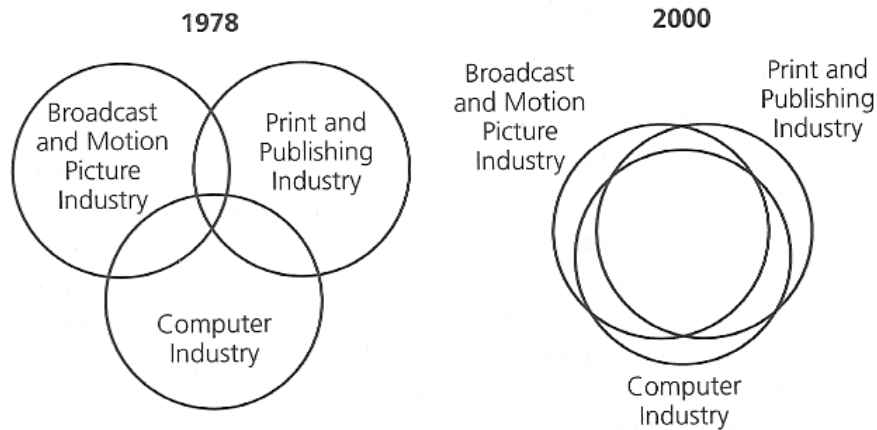 1978
Broadcast
and Motion
Picture
Industry
Print and
Publishing
Industry
Computer
Industry
2000
Broadcast
and Motion
Picture
Industry
Print and
Publishing
Industry
Computer
Industry